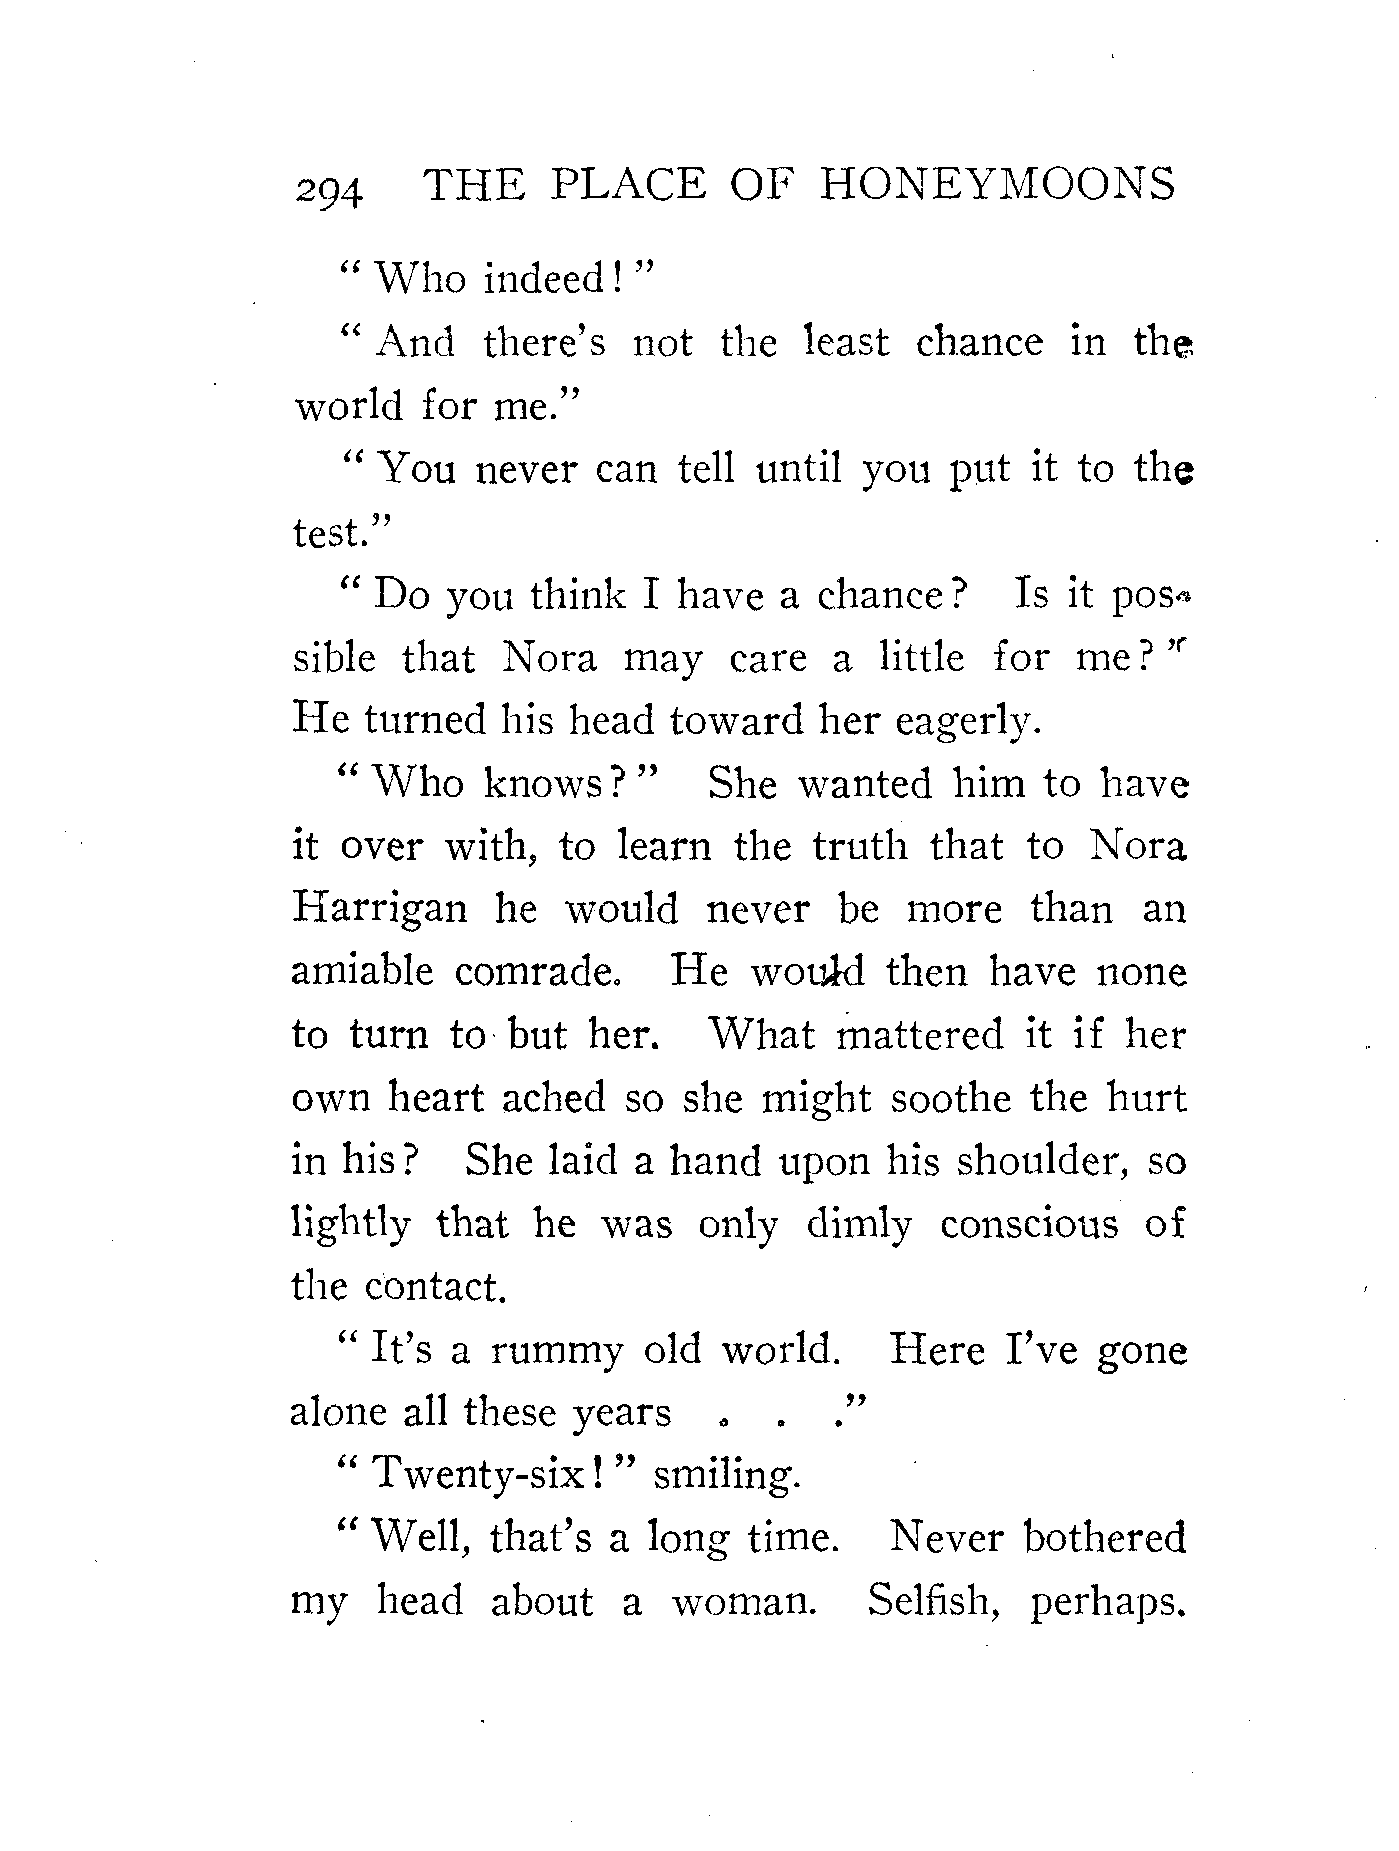 294 THE PLACE OF HONEYMOONS
“ Who indeed! ”
“ And there’s not the least chance in the
world for me.”
“ You never can tell until you put it to the
test.”
“ Do you think I have a chance? Is it pos-
sible that Nora may care a little for me? ”
He turned his head toward her eagerly.
“ Who knows? ” She wanted him to have
it over with, to learn the truth that to Nora
Harrigan he would never be more than an
amiable comrade. He would then have none
to turn to but her. What mattered it if her
own heart ached so she might soothe the hurt
in his? She laid a hand upon his shoulder, so
lightly that he was only dimly conscious of
the contact.
“ It’s a rummy old world. Here I’ve gone
alone all these years . . .”
“ Twenty-six! ” smiling.
“ Well, that’s a long time. Never bothered
my head about a woman. Selfish, perhaps.